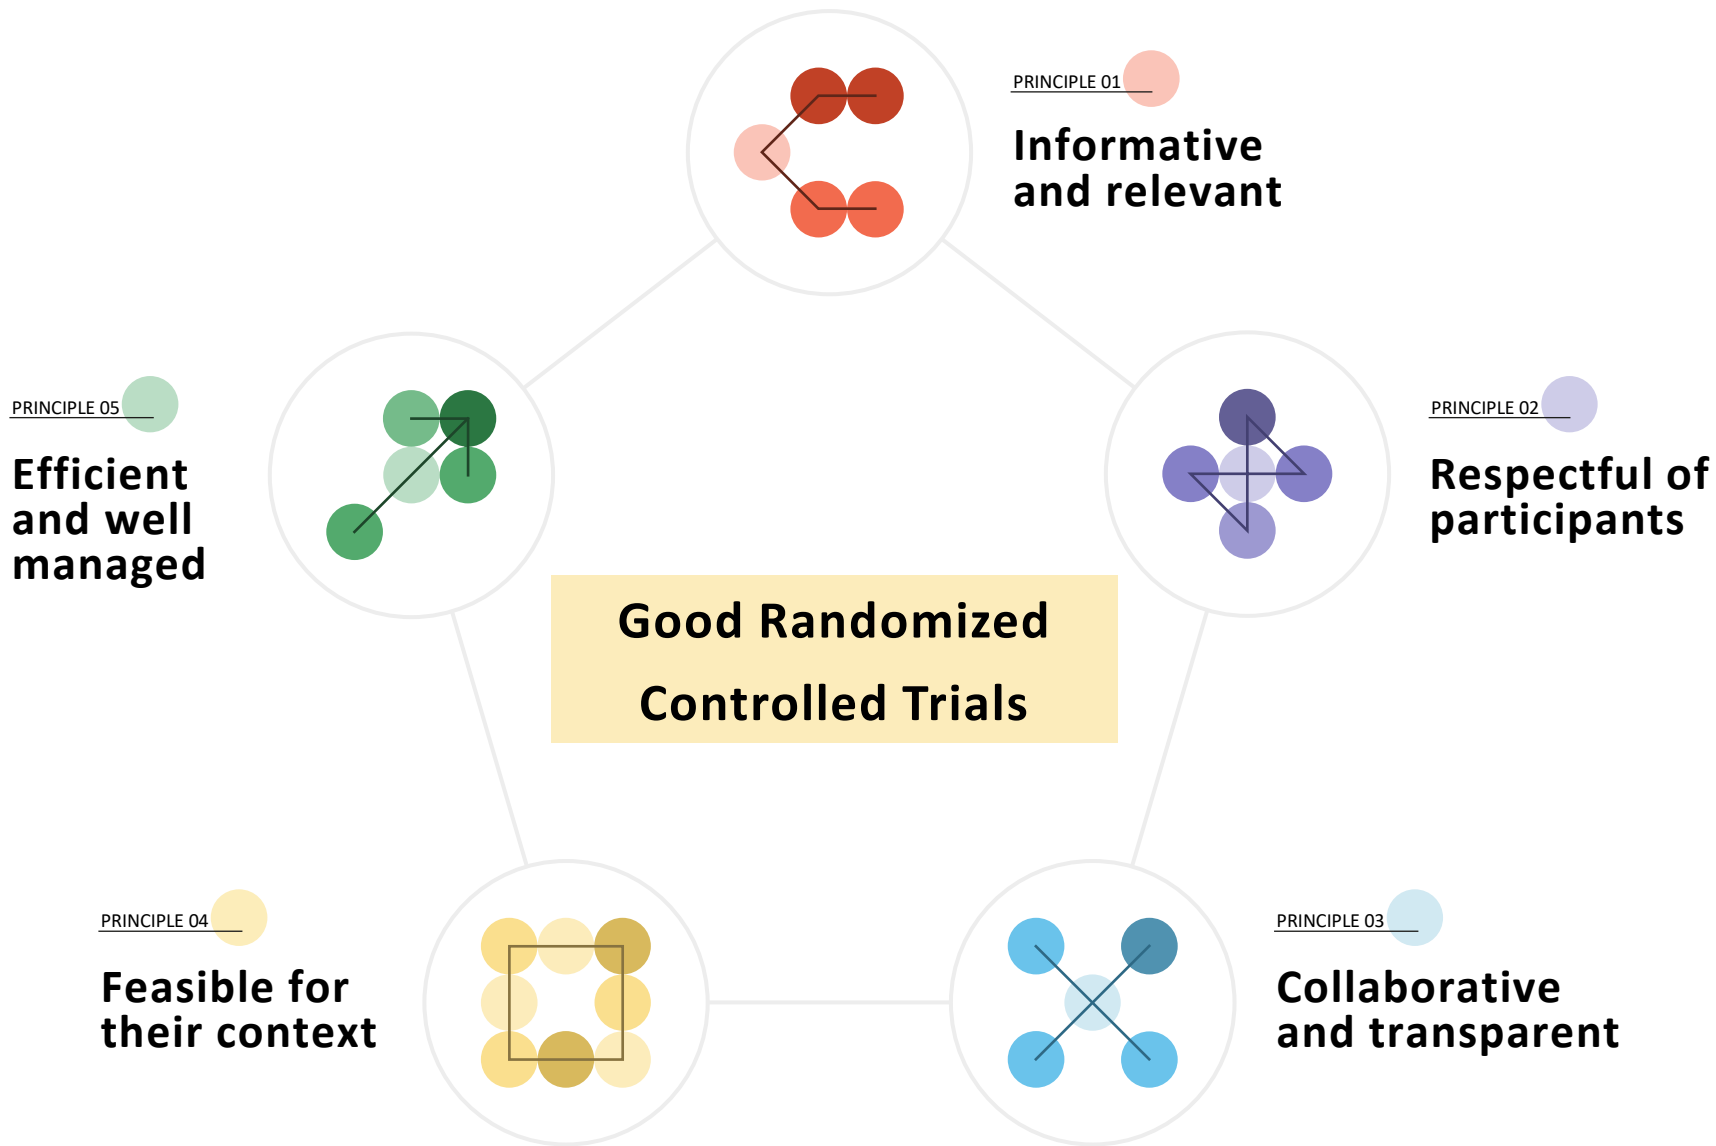 PRINCIPLE 01
Informative
and relevant
PRINCIPLE 02
Respectful of
participants
PRINCIPLE 03
Collaborative
and transparent
PRINCIPLE 04
Feasible for
their context
PRINCIPLE 05
Efficient
and well
managed
Good Randomized
Controlled Trials